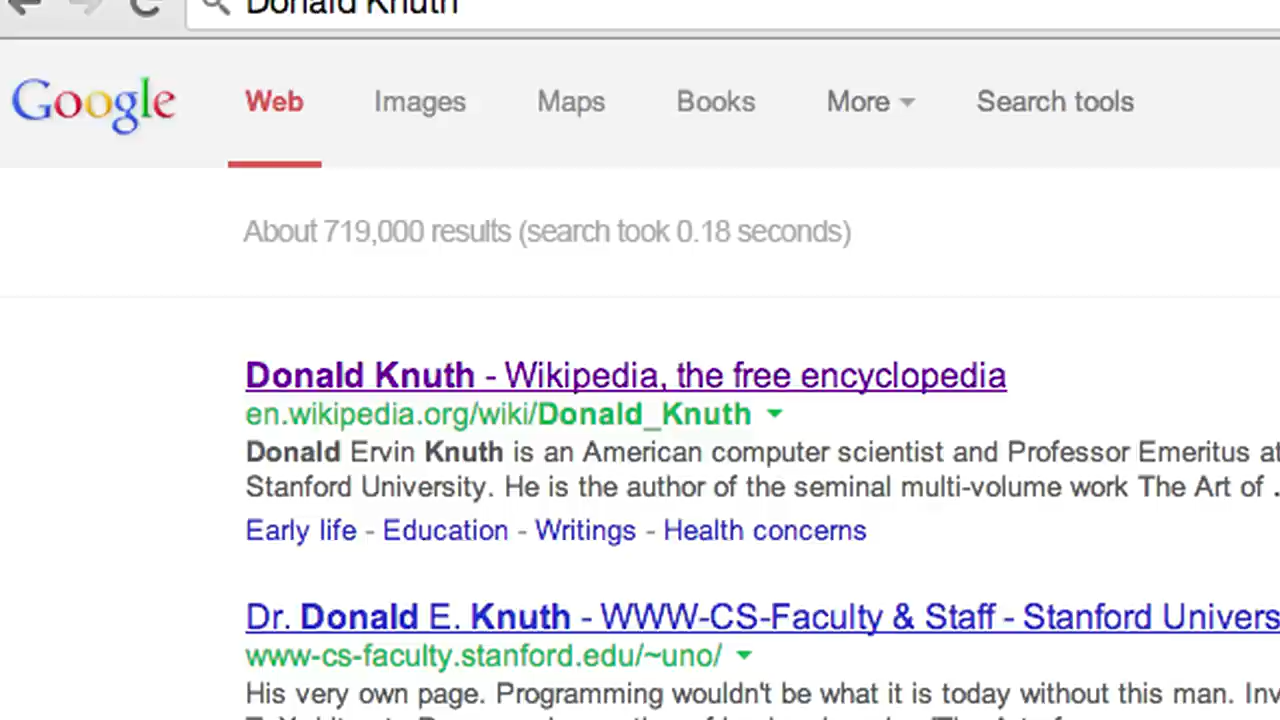 Donald Knuth
Google Web Images Maps Books More Search tools
About 719,000 results (search took 0.18 seconds)
Donald Knuth - Wikipedia, the free encyclopedia
en.wikipedia.org/wiki/Donald_Knuth
Donald Ervin Knuth is an American computer scientist and Professor Emeritus at
Stanford University. He is the author of the seminal multi-volume work The Art of ..
Early life - Education - Writings - Health concerns
Dr. Donald E. Knuth - WWW-CS-Faculty & Staff - Stanford Univers
www-cs-faculty.stanford.edu/~uno/
His very own page. Programming wouldn't be what it is today without this man. Inv